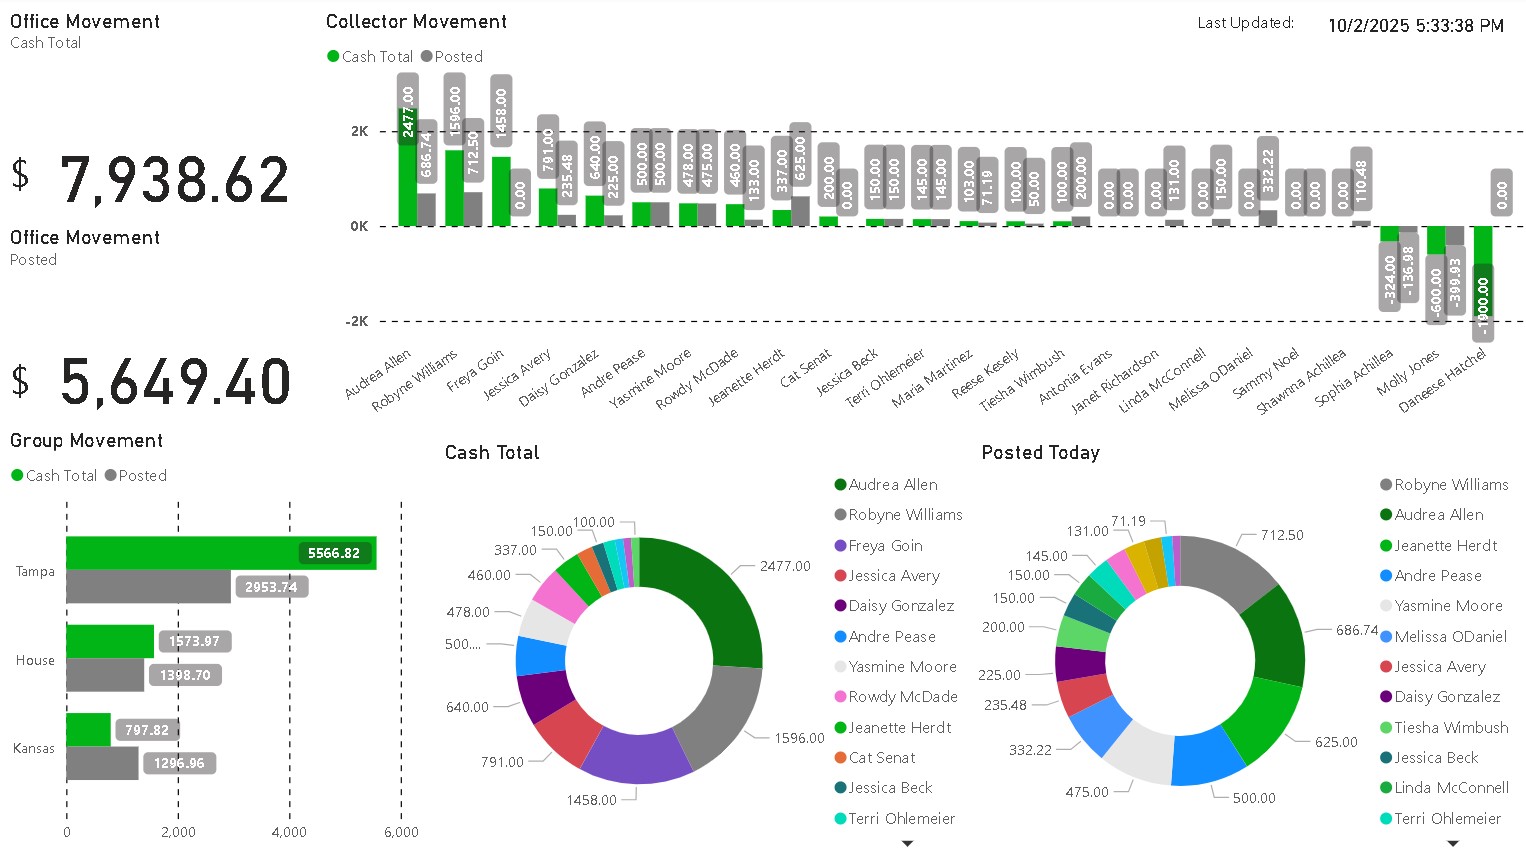 Office Movement
Cash Total
$ 7,938.62
Office Movement
Posted
$ 5,649.40
Collector Movement
Cash Total Posted
Last Updated: 10/2/2025 5:33:38 PM
2K
0K
-2K
2477.00 686.74
1596.00 712.50
1458.00 0.00
791.00 235.48
640.00 225.00
500.00 500.00
478.00 475.00
460.00 133.00
337.00 625.00
200.00 0.00
150.00 150.00
145.00 145.00
103.00 71.19
100.00 50.00
100.00 200.00
0.00 0.00
0.00 131.00
0.00 150.00
0.00 332.22
0.00 0.00
0.00 110.48
-324.00 -136.98
-600.00 -399.93
-1900.00 0.00
Audrea Allen
Robyne Williams
Freya Goin
Jessica Avery
Daisy Gonzalez
Andre Pease
Yasmine Moore
Rowdy McDade
Jeanette Herdt
Cat Senat
Jessica Beck
Terri Ohlemeier
Maria Martinez
Reese Kesely
Tiesha Wimbush
Antonia Evans
Janet Richardson
Linda McConnell
Melissa ODaniel
Sammy Noel
Shawnna Achillea
Sophia Achillea
Molly Jones
Daneese Hatchel
Group Movement
Cash Total Posted
Tampa
5566.82
2953.74
House
1573.97
1398.70
Kansas
797.82
1296.96
0 2,000 4,000 6,000
Cash Total
2477.00
1596.00
1458.00
791.00
640.00
500....
478.00
460.00
337.00
150.00
100.00
Audrea Allen
Robyne Williams
Freya Goin
Jessica Avery
Daisy Gonzalez
Andre Pease
Yasmine Moore
Rowdy McDade
Jeanette Herdt
Cat Senat
Jessica Beck
Terri Ohlemeier
Posted Today
712.50
686.74
625.00
500.00
475.00
332.22
235.48
225.00
200.00
150.00
150.00
145.00
131.00
71.19
Robyne Williams
Audrea Allen
Jeanette Herdt
Andre Pease
Yasmine Moore
Melissa ODaniel
Jessica Avery
Daisy Gonzalez
Tiesha Wimbush
Jessica Beck
Linda McConnell
Terri Ohlemeier